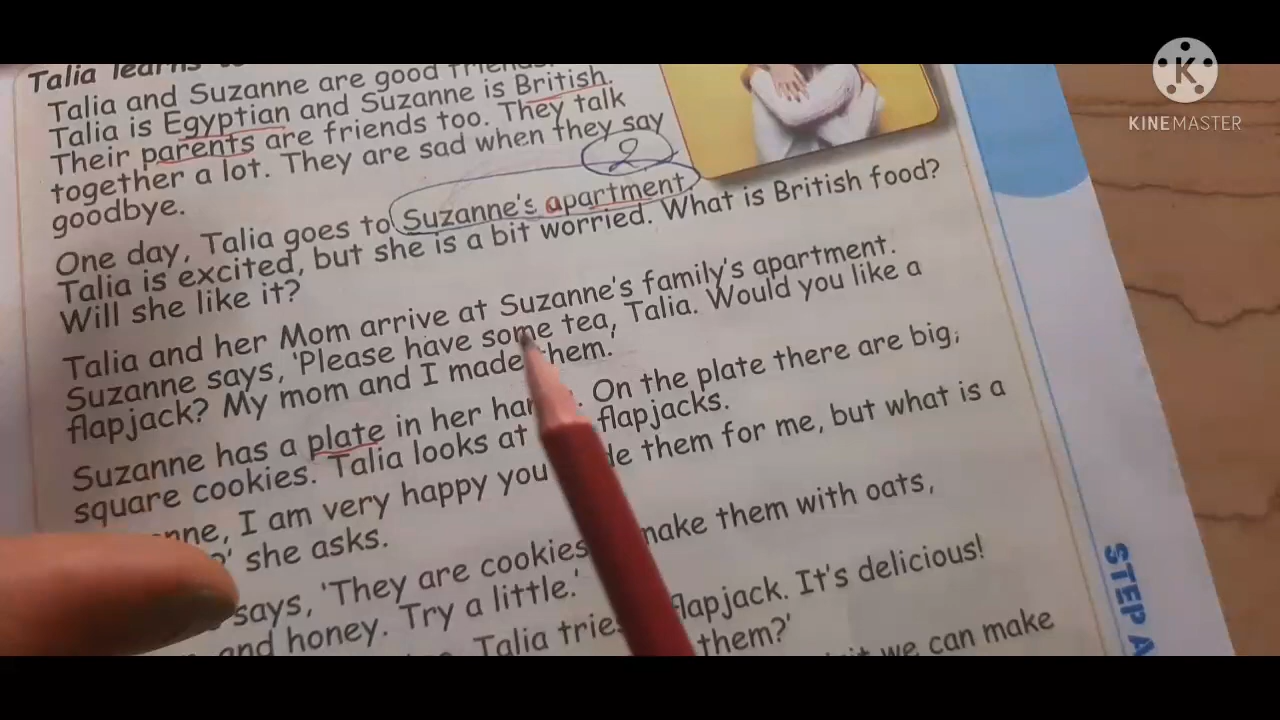 Talia learns
Talia and Suzanne are good friends.
Talia is Egyptian and Suzanne is British.
Their parents are friends too. They talk
together a lot. They are sad when they say
goodbye.
2
One day, Talia goes to Suzanne's apartment.
Talia is excited, but she is a bit worried. What is British food?
Will she like it?
Talia and her Mom arrive at Suzanne's family's apartment.
Suzanne says, 'Please have some tea, Talia. Would you like a
flapjack? My mom and I made them.'
Suzanne has a plate in her . On the plate there are big,
square cookies. Talia looks at flapjacks.
I am very happy you them for me, but what is a
she asks.
says, 'They are cookies make them with oats,
and honey. Try a little.'
Talia flapjack. It's delicious!
them?'
we can make
STEP A
K
KINEMASTER